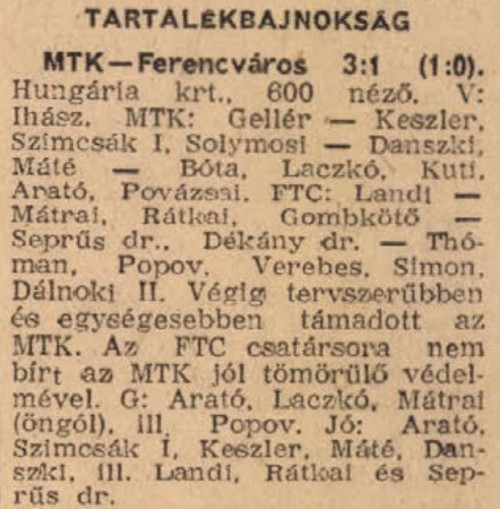 TARTALÉKBAJNOKSÁG
MTK—Ferencváros 3:1 (1:0).
Hungária krt., 600 néző. V:
Ihász. MTK: Gellér — Keszler,
Szimcsák I, Solymosi — Danszki,
Máté — Bóta, Laczkó, Kuti,
Arató, Povázsai. FTC: Landi —
Mátrai, Rátkai, Gombkötő —
Seprűs dr., Dékány dr. — Thó-
man, Popov, Verebes, Simon,
Dálnoki II. Végig tervszerűbben
és egységesebben támadott az
MTK. Az FTC csatársora nem
bírt az MTK jól tömörülő védel-
mével. G: Arató, Laczkó, Mátrai
(öngól), ill. Popov. Jó: Arató,
Szimcsák I, Keszler, Máté, Dan-
szki, ill. Landi, Rátkai és Sep-
rűs dr.